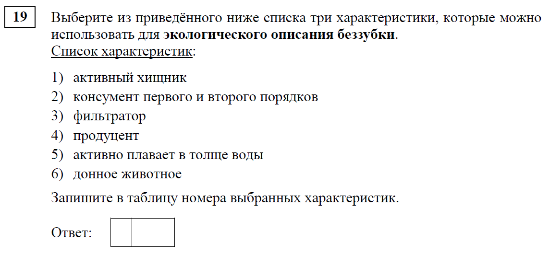 19
Выберите из приведённого ниже списка три характеристики, которые можно
использовать для экологического описания беззубки.
Список характеристик:
1) активный хищник
2) консумент первого и второго порядков
3) фильтратор
4) продуцент
5) активно плавает в толще воды
6) донное животное
Запишите в таблицу номера выбранных характеристик.
Ответ: